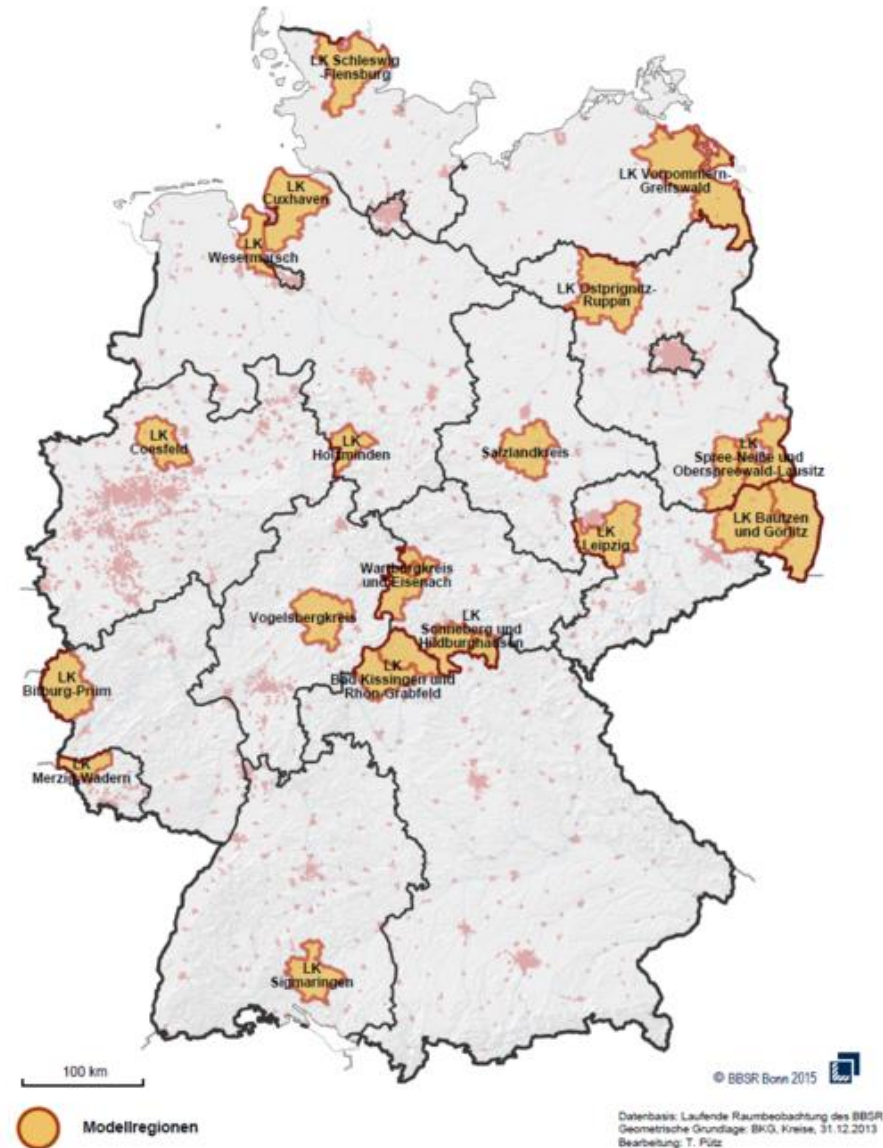 LK Schleswig
-Flensburg
LK Vorpommern-
Greifswald
LK
Cuxhaven
LK
Wesermarsch
LK Ostprignitz-
Ruppin
LK
Coesfeld
LK
Holzminden
Salzlandkreis
LK
Spree-Neiße und
Oberspreewald-Lausitz
LK Bautzen
und Görlitz
LK
Leipzig
Wartburgkreis
und Eisenach
Vogelsbergkreis
LK
Sonneberg und
Hildburghausen
LK
Bad Kissingen und
Rhön-Grabfeld
LK
Bitburg-Prüm
LK
Merzig-Wadern
LK
Sigmaringen
100 km
© BBSR Bonn 2015
Modellregionen
Datenbasis: Laufende Raumbeobachtung des BBSR
Geometrische Grundlage: BKG, Kreise, 31.12.2013
Bearbeitung: T. Pütz